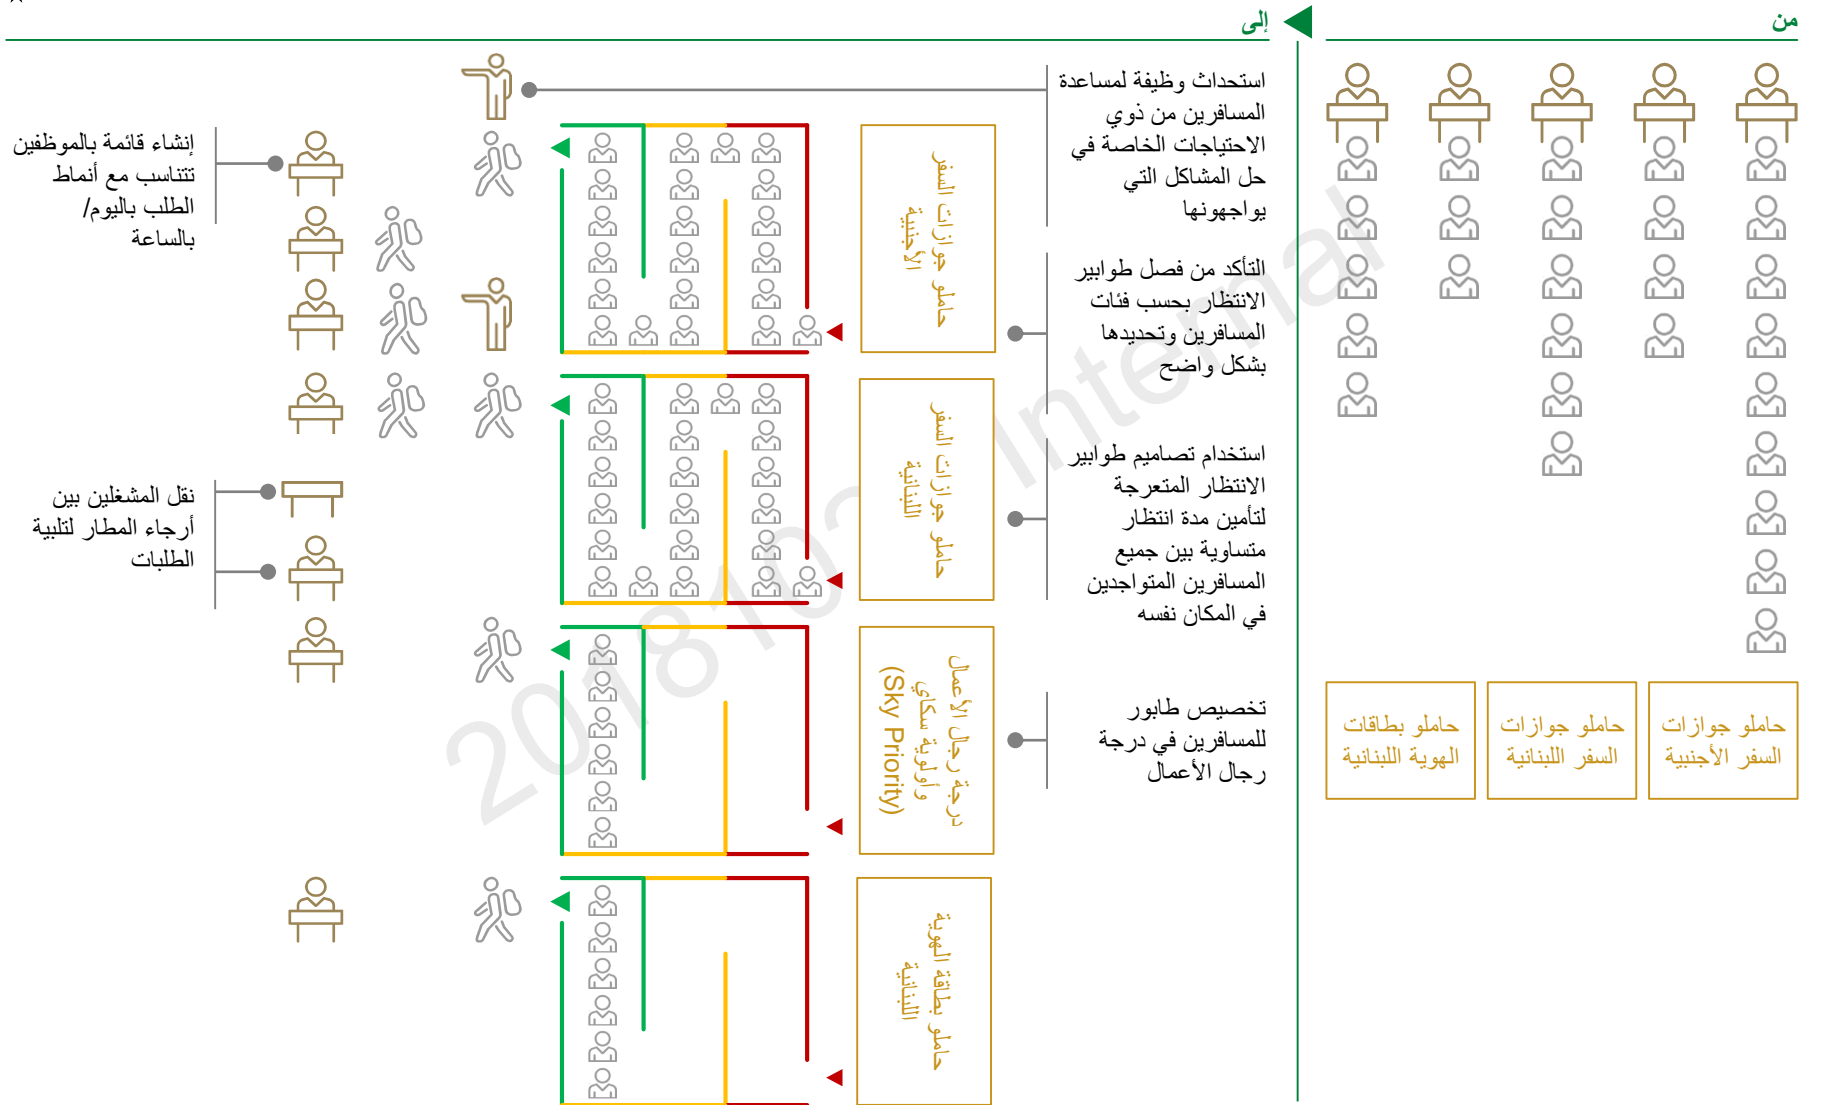 من
إلى
حاملو جوازات
السفر الأجنبية
حاملو جوازات
السفر اللبنانية
حاملو بطاقات
الهوية اللبنانية
استحداث وظيفة لمساعدة
المسافرين من ذوي
الاحتياجات الخاصة في
حل المشاكل التي
يواجهونها
التأكد من فصل طوابير
الانتظار بحسب فئات
المسافرين وتحديدها
بشكل واضح
استخدام تصاميم طوابير
الانتظار المتعرجة
لتأمين مدة انتظار
متساوية بين جميع
المسافرين المتواجدين
في المكان نفسه
تخصيص طابور
للمسافرين في درجة
رجال الأعمال
حاملو جوازات السفر
الأجنبية
حاملو جوازات السفر
اللبنانية
درجة رجال الأعمال
وأولوية سكاي
(Sky Priority)
حاملو بطاقة الهوية
اللبنانية
إنشاء قائمة بالموظفين
تتناسب مع أنماط
الطلب باليوم/
بالساعة
نقل المشغلين بين
أرجاء المطار لتلبية
الطلبات
Internal